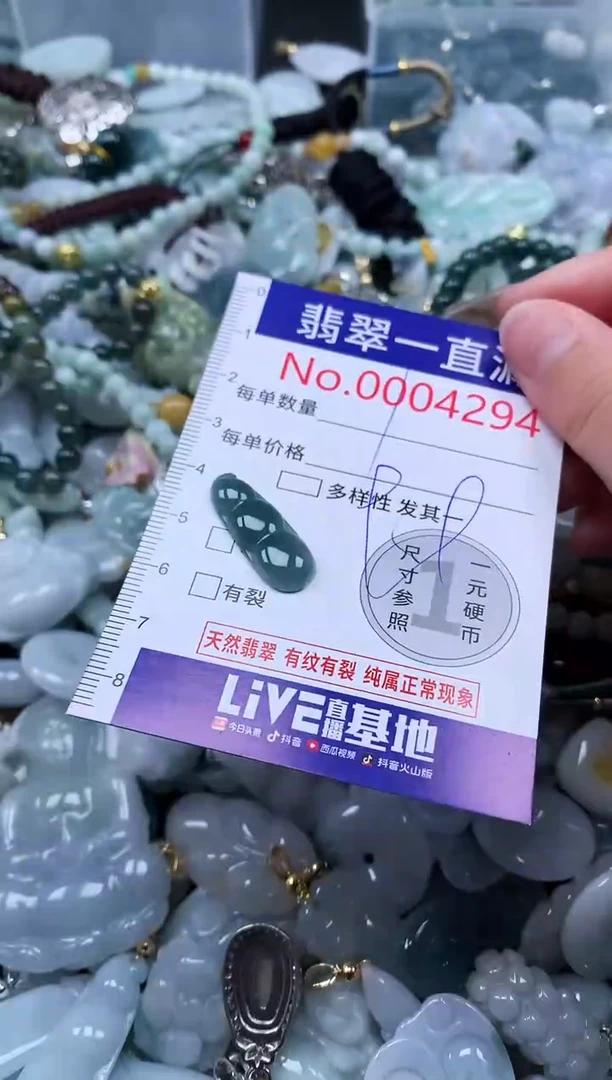 0
1
翡翠一直
No.0004294
2
每单数量
3
每单价格
4
多样性 发其一
5
尺寸参照
1
一元硬币
6
有裂
天然翡翠 有纹有裂 纯属正常现象
7
8
LiVE直播基地
今日头条 抖音 西瓜视频 抖音火山版